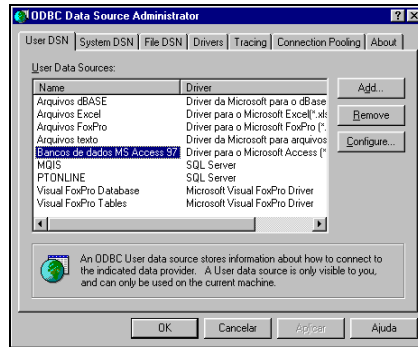 ODBC Data Source Administrator
User DSN System DSN File DSN Drivers Tracing Connection Pooling About
User Data Sources:
Name Driver
Arquivos dBASE Driver da Microsoft para o dBase
Arquivos Excel Driver para o Microsoft Excel(*.xls
Arquivos FoxPro Driver para o Microsoft FoxPro (*.
Arquivos texto Driver da Microsoft para arquivos
Bancos de dados MS Access 97 Driver para o Microsoft Access (*
MQIS SQL Server
PTONLINE SQL Server
Visual FoxPro Database Microsoft Visual FoxPro Driver
Visual FoxPro Tables Microsoft Visual FoxPro Driver
Add...
Remove
Configure...
An ODBC User data source stores information about how to connect to
the indicated data provider. A User data source is only visible to you,
and can only be used on the current machine.
OK Cancelar Aplicar Ajuda